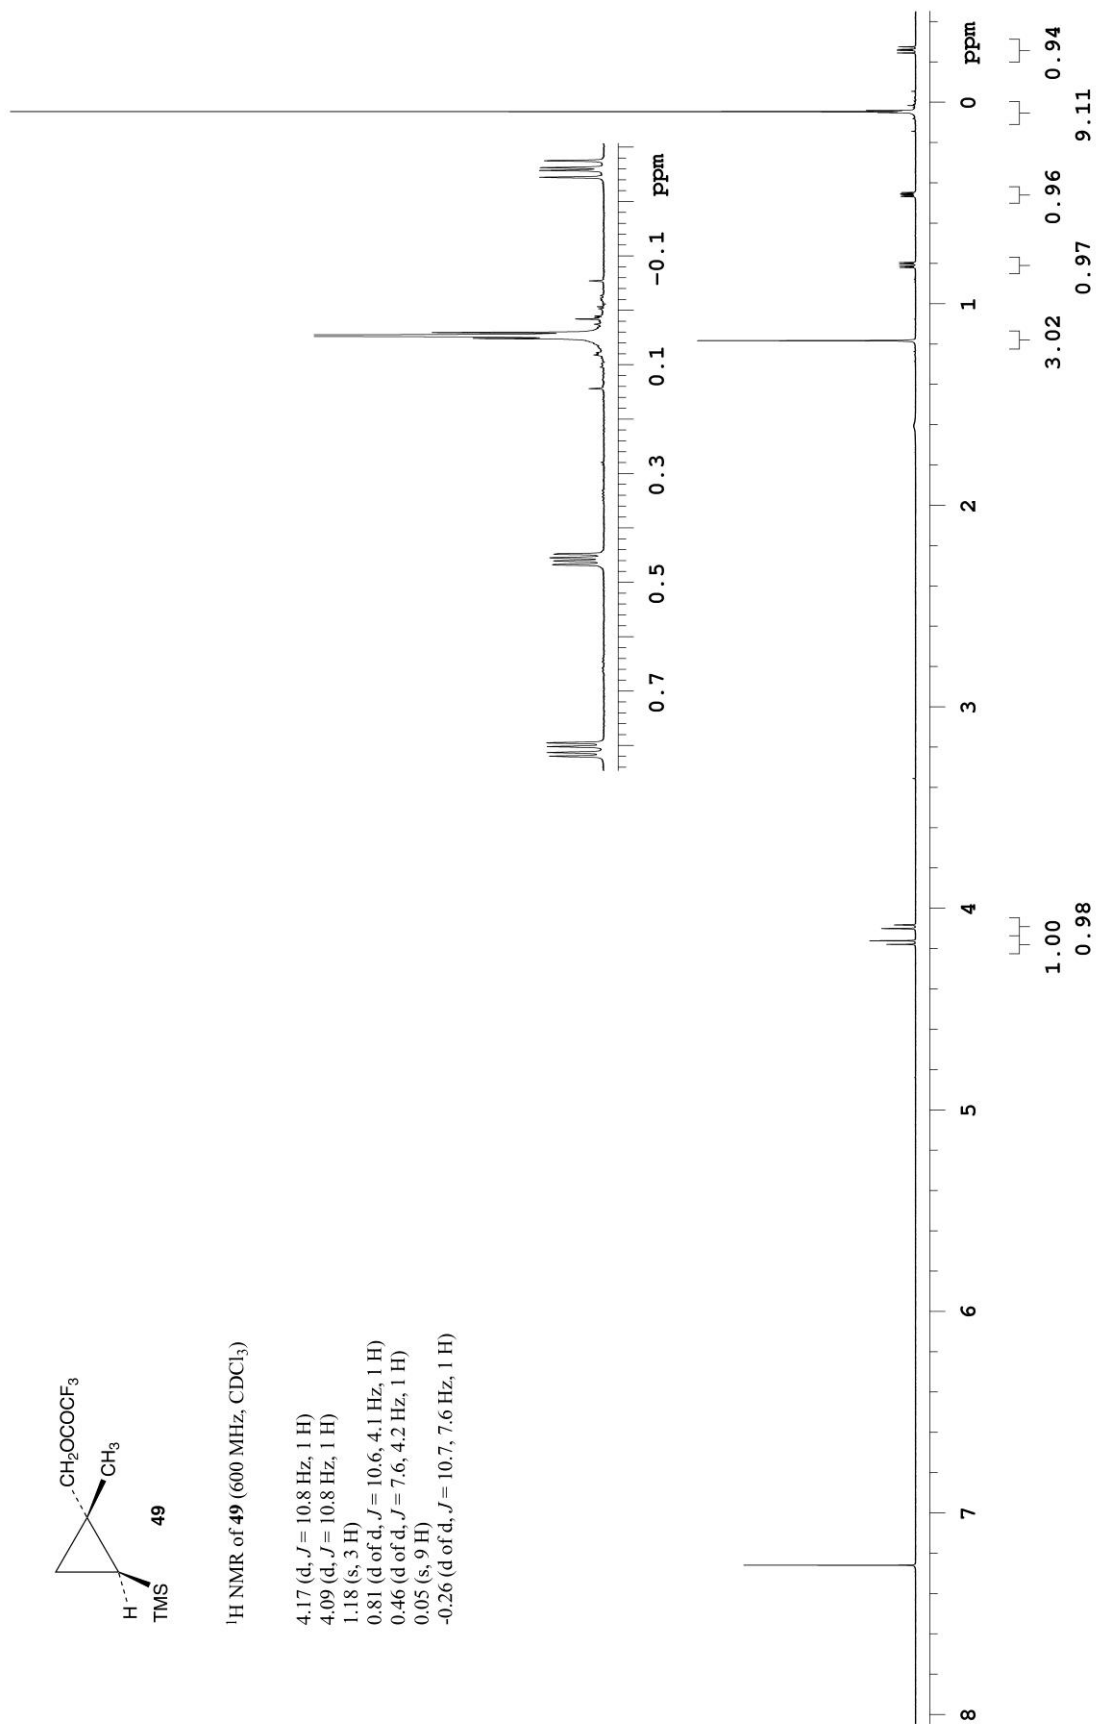 CH₂OCOCF₃
CH₃
H
TMS
49
¹H NMR of 49 (600 MHz, CDCl₃)
4.17 (d, J = 10.8 Hz, 1 H)
4.09 (d, J = 10.8 Hz, 1 H)
1.18 (s, 3 H)
0.81 (d of d, J = 10.6, 4.1 Hz, 1 H)
0.46 (d of d, J = 7.6, 4.2 Hz, 1 H)
0.05 (s, 9 H)
-0.26 (d of d, J = 10.7, 7.6 Hz, 1 H)
0.7 0.5 0.3 0.1 -0.1 ppm
8 7 6 5 4 3 2 1 0 ppm
1.00 3.02 0.96 0.94
0.98 0.97 9.11